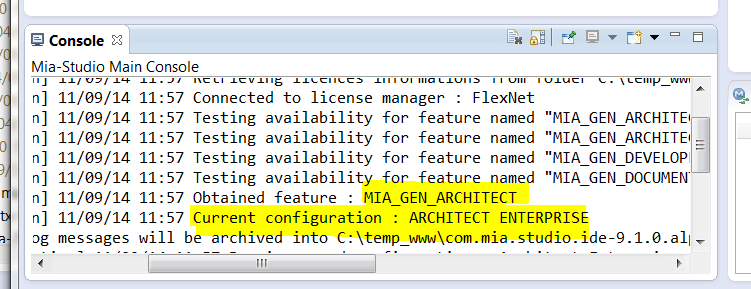 Console
Mia-Studio Main Console
n] 11/09/14 11:57 Retrieving licences informations from folder C:\temp_www
n] 11/09/14 11:57 Connected to license manager : FlexNet
n] 11/09/14 11:57 Testing availability for feature named "MIA_GEN_ARCHITE
n] 11/09/14 11:57 Testing availability for feature named "MIA_GEN_ARCHITE
n] 11/09/14 11:57 Testing availability for feature named "MIA_GEN_DEVELOP
n] 11/09/14 11:57 Testing availability for feature named "MIA_GEN_DOCUMEN
n] 11/09/14 11:57 Obtained feature : MIA_GEN_ARCHITECT
n] 11/09/14 11:57 Current configuration : ARCHITECT ENTERPRISE
og messages will be archived into C:\temp_www\com.mia.studio.ide-9.1.0.alp